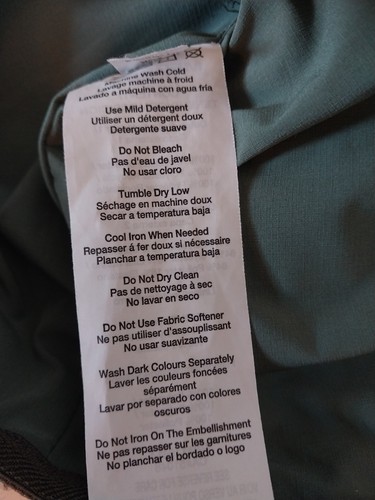 Machine Wash Cold
Lavage machine à froid
Lavado a máquina con agua fria
Use Mild Detergent
Utiliser un détergent doux
Detergente suave
Do Not Bleach
Pas d'eau de javel
No usar cloro
Tumble Dry Low
Séchage en machine doux
Secar a temperatura baja
Cool Iron When Needed
Repasser á fer doux si nécessaire
Planchar a temperatura baja
Do Not Dry Clean
Pas de nettoyage à sec
No lavar en seco
Do Not Use Fabric Softener
Ne pas utiliser d'assouplissant
No usar suavizante
Wash Dark Colours Separately
Laver les couleurs foncées
séparément
Lavar por separado con colores
oscuros
Do Not Iron On The Embellishment
Ne pas repasser sur les garnitures
No planchar el bordado o logo